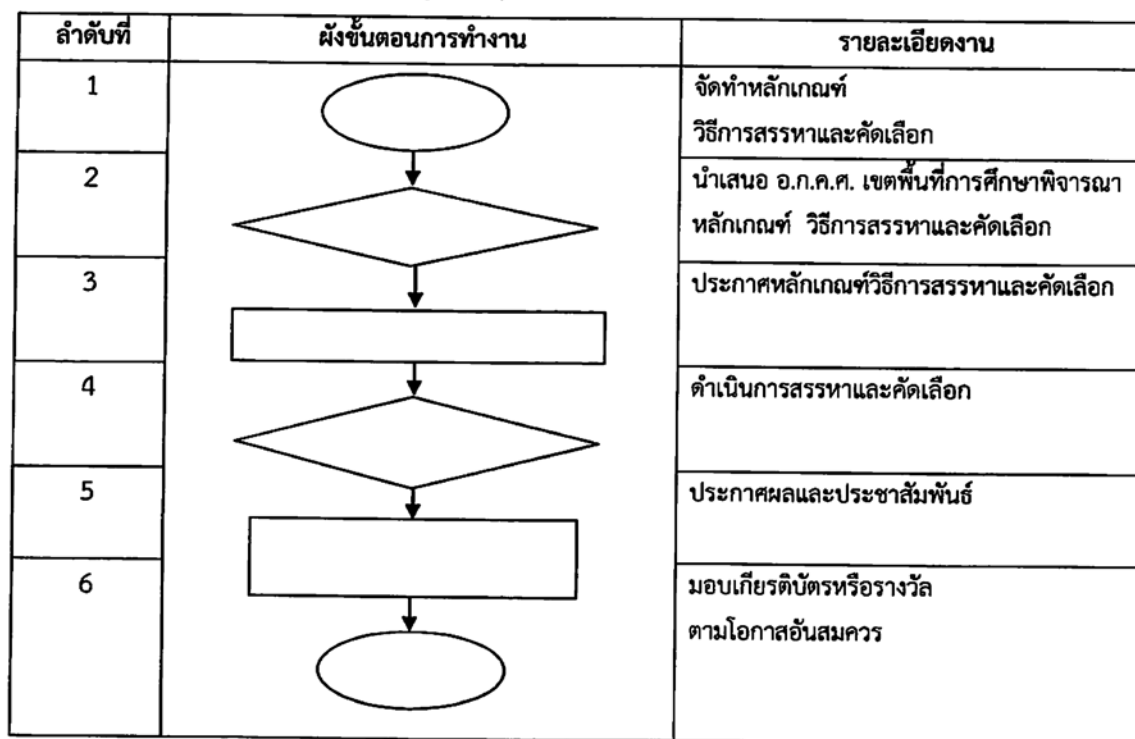 ลำดับที่ ผังขั้นตอนการทำงาน รายละเอียดงาน
1 จัดทำหลักเกณฑ์
วิธีการสรรหาและคัดเลือก
2 นำเสนอ อ.ก.ค.ศ. เขตพื้นที่การศึกษาพิจารณา
หลักเกณฑ์ วิธีการสรรหาและคัดเลือก
3 ประกาศหลักเกณฑ์วิธีการสรรหาและคัดเลือก
4 ดำเนินการสรรหาและคัดเลือก
5 ประกาศผลและประชาสัมพันธ์
6 มอบเกียรติบัตรหรือรางวัล
ตามโอกาสอันสมควร